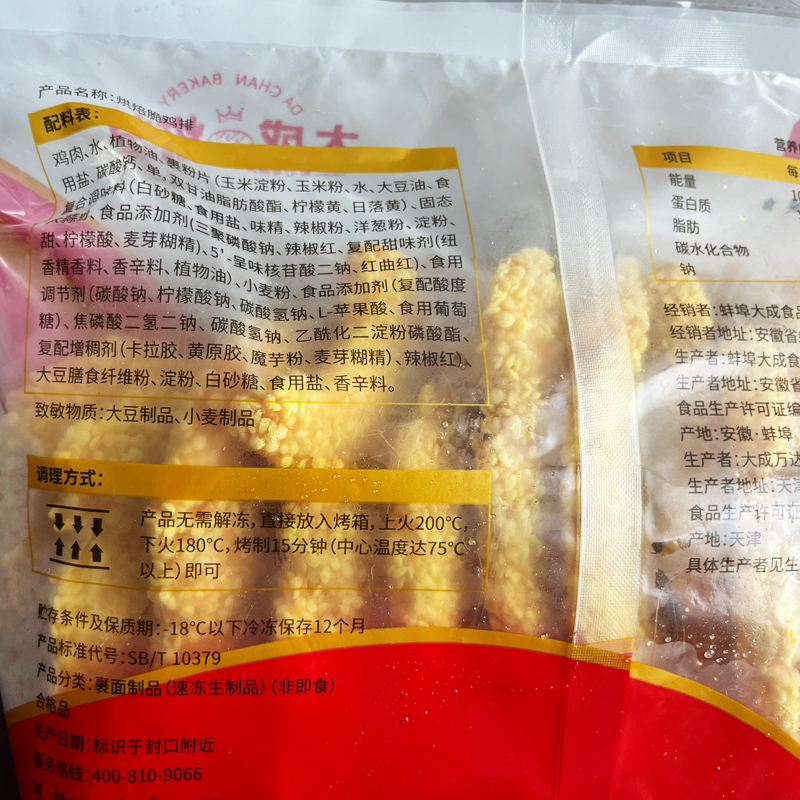 DA CHAN BAKERY
大成
产品名称：烘焙脆鸡排
配料表：
鸡肉、水、植物油、裹粉片（玉米淀粉、玉米粉、水、大豆油、食
用盐、碳酸钙、单，双甘油脂肪酸酯、柠檬黄、日落黄）、固态
复合调味料（白砂糖、食用盐、味精、辣椒粉、洋葱粉、淀粉、
食品添加剂(三聚磷酸钠、辣椒红、复配甜味剂(纽
甜、柠檬酸、麦芽糊精)、5'-呈味核苷酸二钠、红曲红)、食用
香精香料、香辛料、植物油）、小麦粉、食品添加剂（复配酸度
调节剂（碳酸钠、柠檬酸钠、碳酸氢钠、L-苹果酸、食用葡萄
糖）、焦磷酸二氢二钠、碳酸氢钠、乙酰化二淀粉磷酸酯、
复配增稠剂（卡拉胶、黄原胶、魔芋粉、麦芽糊精）、辣椒红）、
大豆膳食纤维粉、淀粉、白砂糖、食用盐、香辛料。
致敏物质：大豆制品、小麦制品
调理方式：
产品无需解冻，直接放入烤箱，上火200℃，
下火180℃，烤制15分钟（中心温度达75℃
以上）即可
贮存条件及保质期：-18℃以下冷冻保存12个月
产品标准代号：SB/T 10379
产品分类：裹面制品（速冻生制品）（非即食）
合格品
生产日期：标识于封口附近
服务热线：400-810-9066
营养
项目 每
能量 10
蛋白质
脂肪
碳水化合物
钠
经销者：蚌埠大成食品
经销者地址：安徽省
生产者：蚌埠大成食
生产者地址：安徽省
食品生产许可证编
产地：安徽·蚌埠
生产者：大成万达
生产者地址：天津
食品生产许可证
产地：天津
具体生产者见生